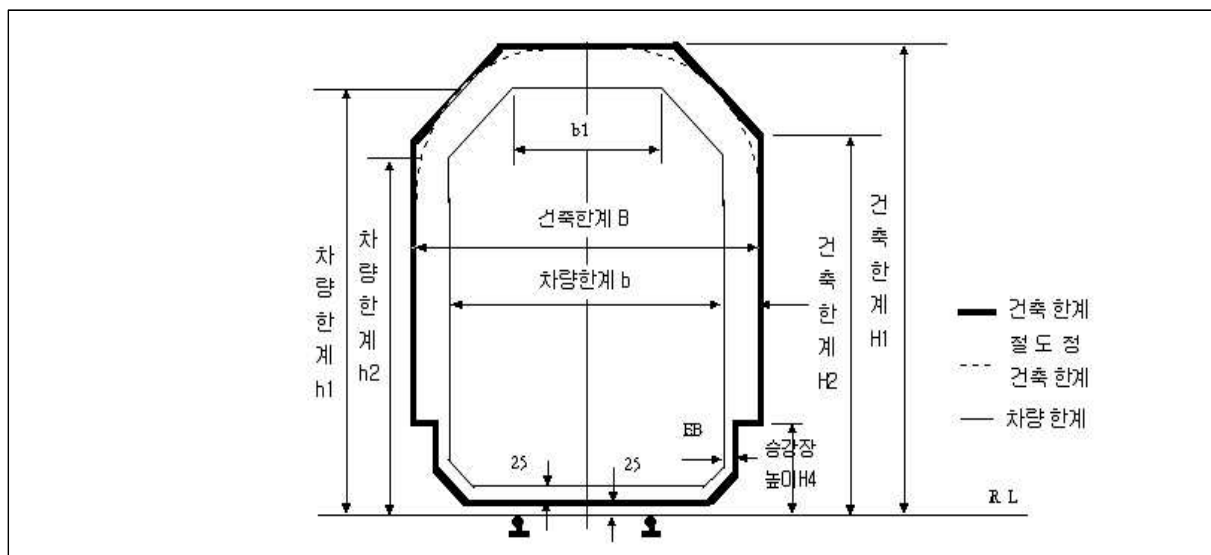 b1
건축한계 B
차량한계 b
차량한계 h1
차량한계 h2
건축한계 H2
건축한계 H1
EB
25
25
승강장
높이H4
R L
건축 한계
절 도 정
건축 한계
차량 한계